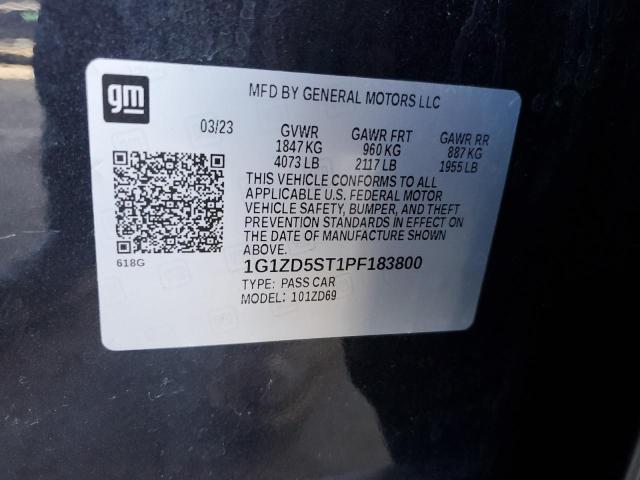 gm
MFD BY GENERAL MOTORS LLC
03/23 GVWR GAWR FRT GAWR RR
1847 KG 960 KG 887 KG
4073 LB 2117 LB 1955 LB
THIS VEHICLE CONFORMS TO ALL
APPLICABLE U.S. FEDERAL MOTOR
VEHICLE SAFETY, BUMPER, AND THEFT
PREVENTION STANDARDS IN EFFECT ON
THE DATE OF MANUFACTURE SHOWN
ABOVE.
618G
1G1ZD5ST1PF183800
TYPE: PASS CAR
MODEL: 101ZD69